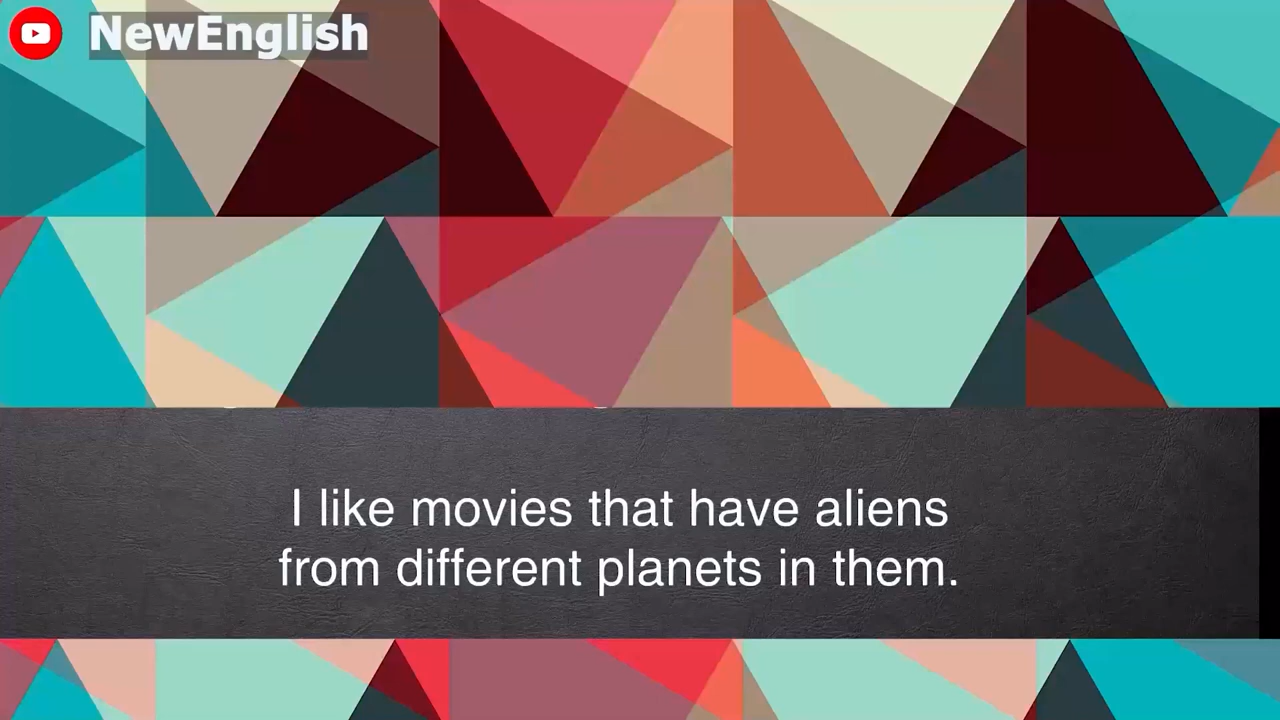 NewEnglish
I like movies that have aliens
from different planets in them.